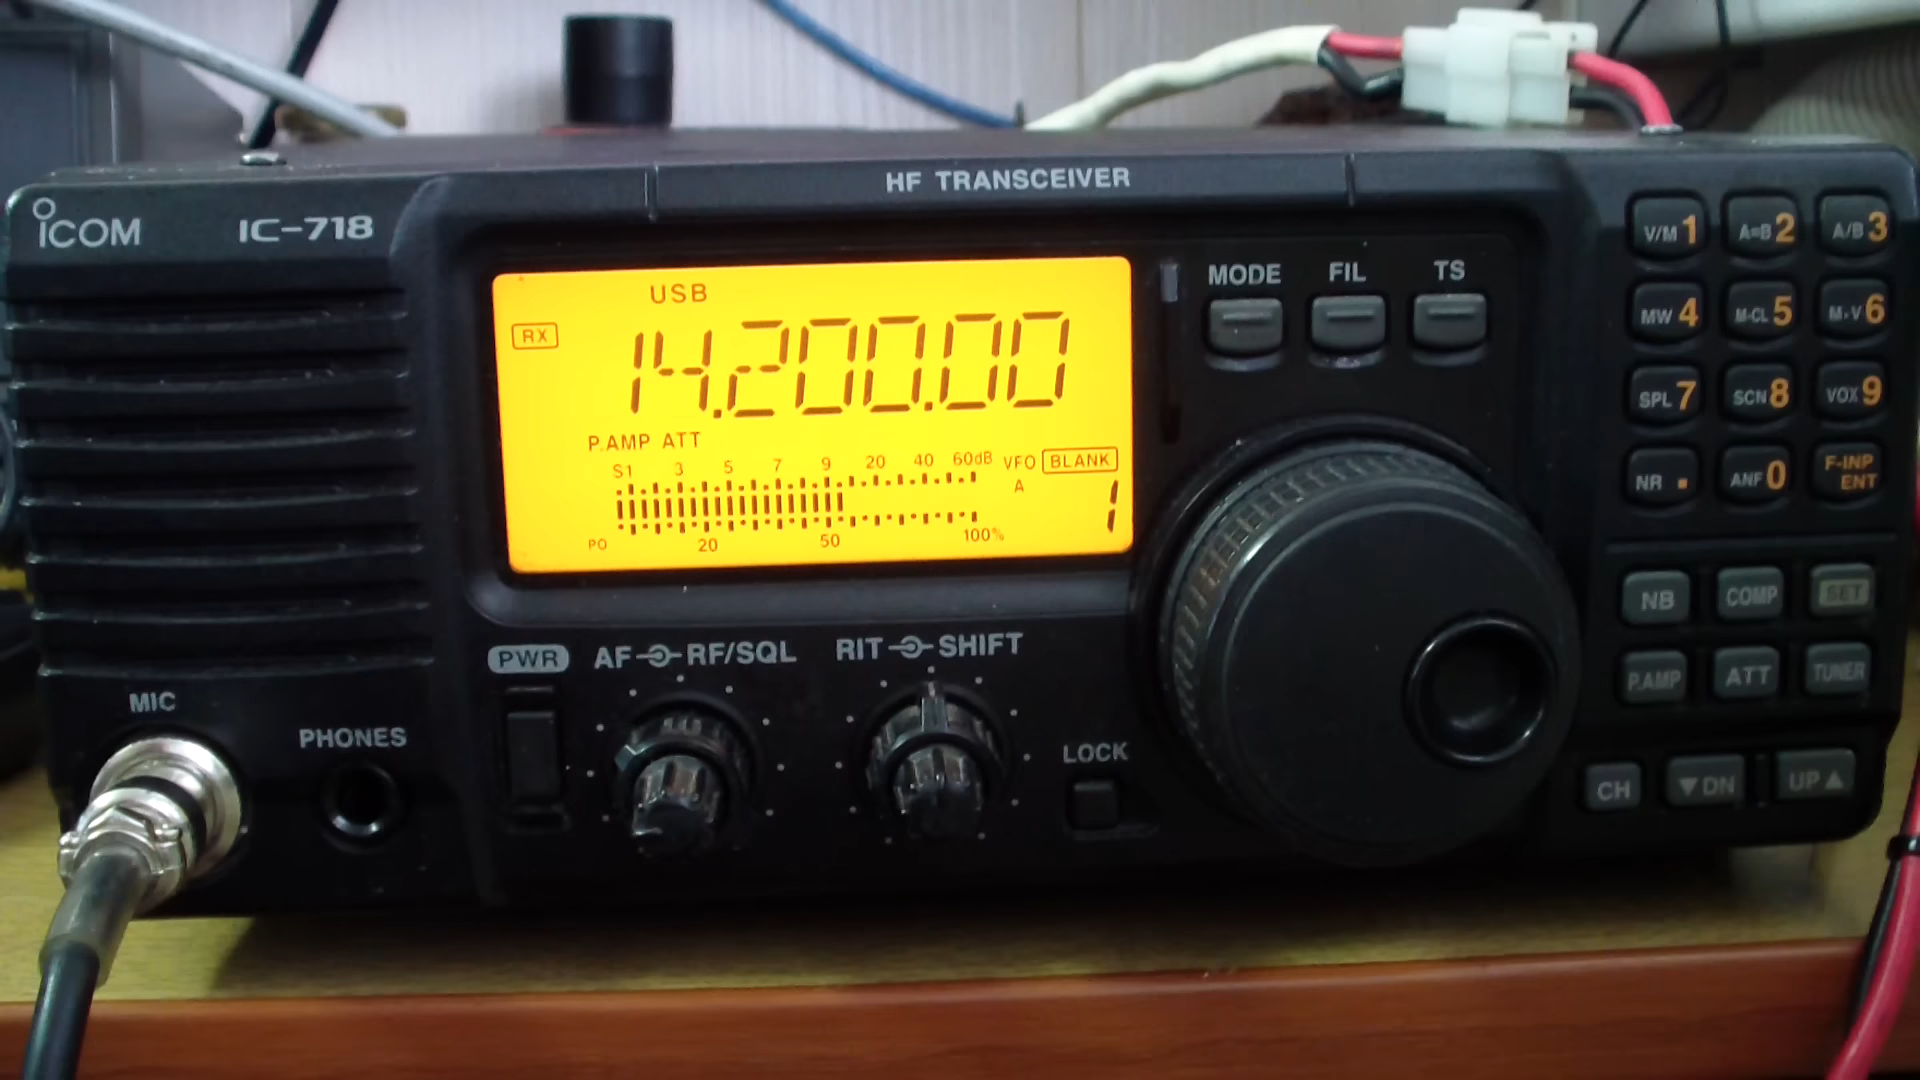 HF TRANSCEIVER
ICOM IC-718
USB
RX
14.200.00
P.AMP ATT
S1 3 5 7 9 20 40 60dB
VFO BLANK
A
1
PO 20 50 100%
MODE FIL TS
V/M 1 A=B 2 A/B 3
MW 4 M-CL 5 M▸V 6
SPL 7 SCN 8 VOX 9
NR . ANF 0 F-INP ENT
NB COMP SET
P.AMP ATT TUNER
CH ▼DN UP▲
PWR AF RF/SQL RIT SHIFT
LOCK
MIC
PHONES